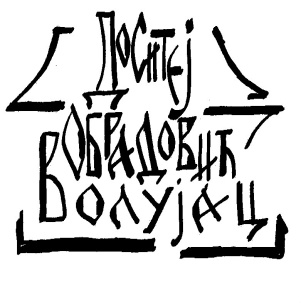 Доситеј
Обрадовић
Волујац